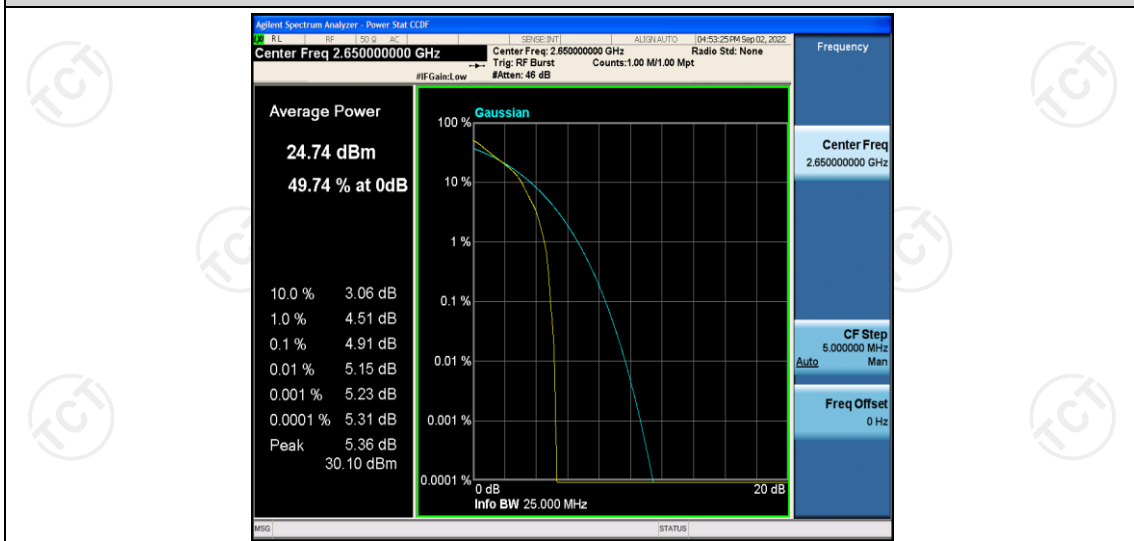 Agilent Spectrum Analyzer - Power Stat CCDF
RL RF 50 Ω AC SENSE:INT ALIGN AUTO 04:53:25 PM Sep 02, 2022
Center Freq 2.650000000 GHz
Center Freq: 2.650000000 GHz Radio Std: None
Trig: RF Burst Counts:1.00 M/1.00 Mpt
#IFGain:Low #Atten: 46 dB
Frequency
Average Power
24.74 dBm
49.74 % at 0dB
10.0 % 3.06 dB
1.0 % 4.51 dB
0.1 % 4.91 dB
0.01 % 5.15 dB
0.001 % 5.23 dB
0.0001 % 5.31 dB
Peak 5.36 dB
30.10 dBm
Gaussian
100 %
10 %
1 %
0.1 %
0.01 %
0.001 %
0.0001 %
0 dB 20 dB
Info BW 25.000 MHz
Center Freq
2.650000000 GHz
CF Step
5.000000 MHz
Auto Man
Freq Offset
0 Hz
MSG STATUS
TCT
TCT
TCT
TCT
TCT
TCT